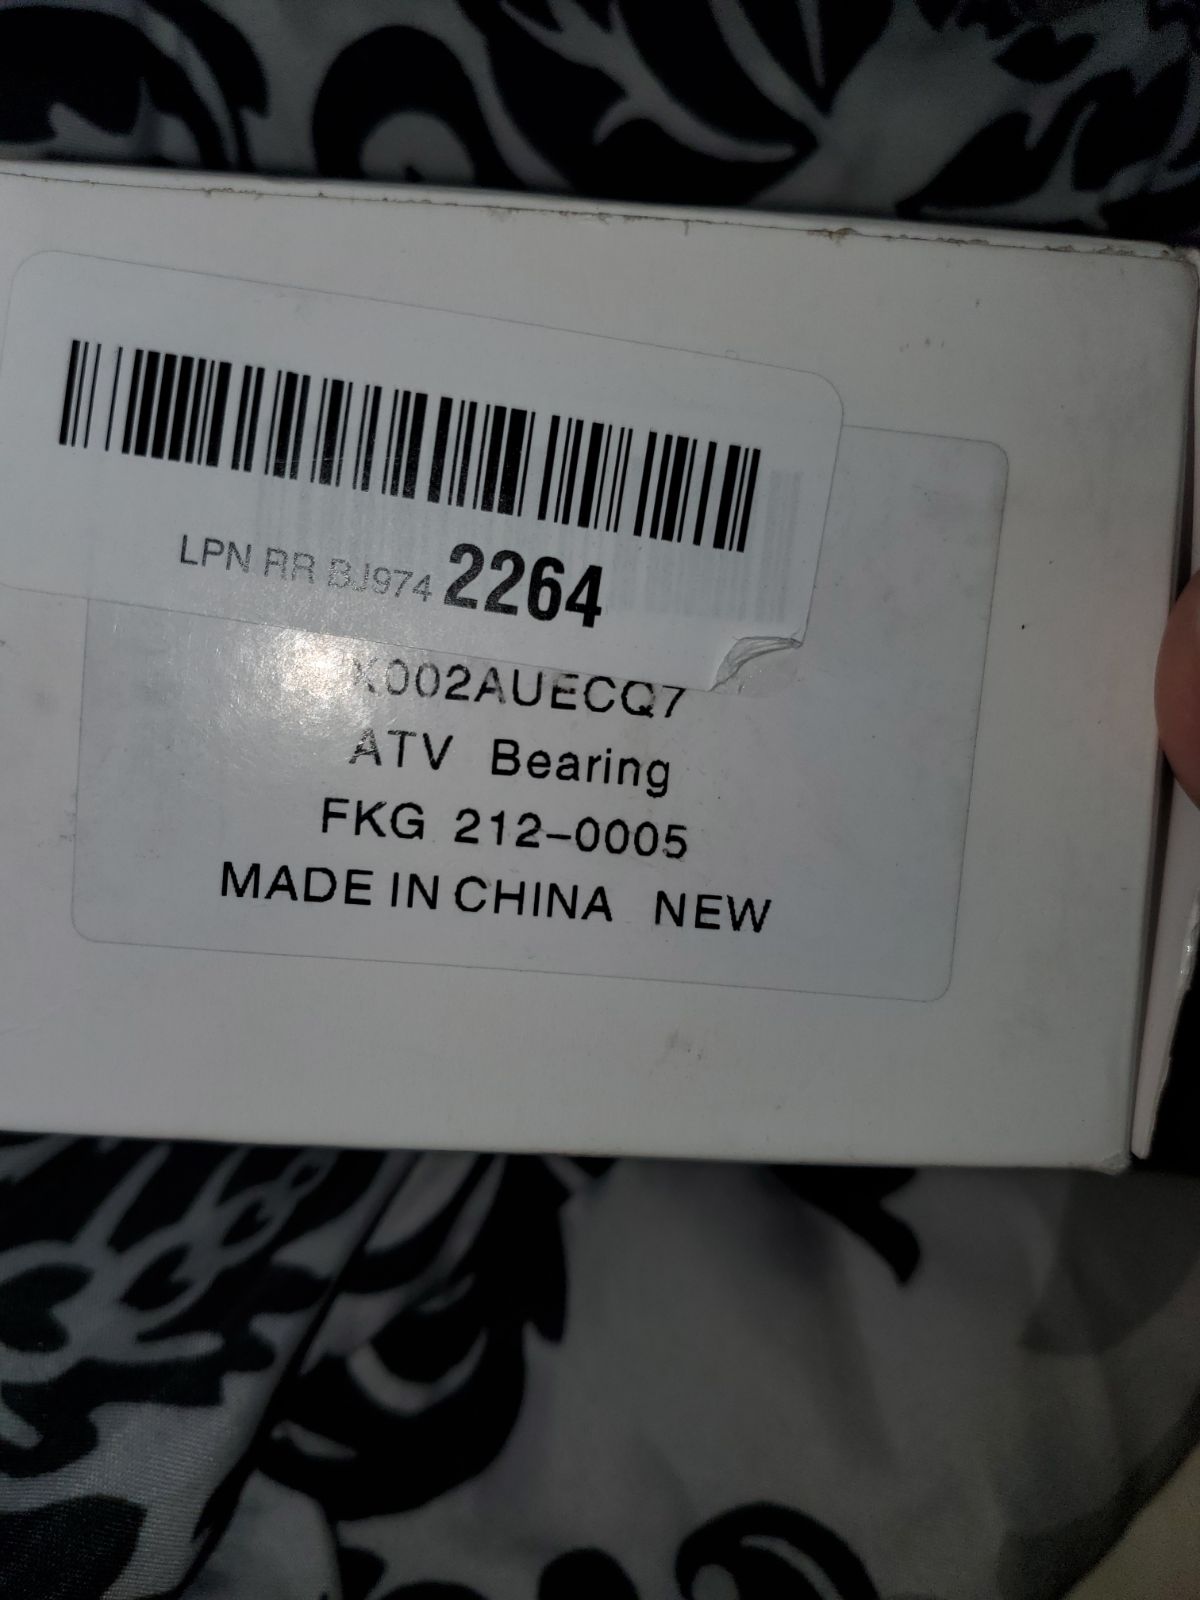 LPN RR BJ974 2264
X002AUECQ7
ATV Bearing
FKG 212-0005
MADE IN CHINA NEW